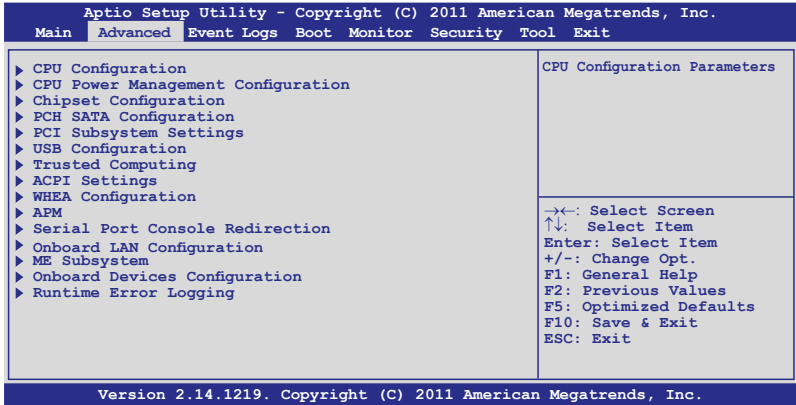 Aptio Setup Utility - Copyright (C) 2011 American Megatrends, Inc.
Main Advanced Event Logs Boot Monitor Security Tool Exit
CPU Configuration
CPU Power Management Configuration
Chipset Configuration
PCH SATA Configuration
PCI Subsystem Settings
USB Configuration
Trusted Computing
ACPI Settings
WHEA Configuration
APM
Serial Port Console Redirection
Onboard LAN Configuration
ME Subsystem
Onboard Devices Configuration
Runtime Error Logging
CPU Configuration Parameters
→←: Select Screen
↑↓: Select Item
Enter: Select Item
+/-: Change Opt.
F1: General Help
F2: Previous Values
F5: Optimized Defaults
F10: Save & Exit
ESC: Exit
Version 2.14.1219. Copyright (C) 2011 American Megatrends, Inc.